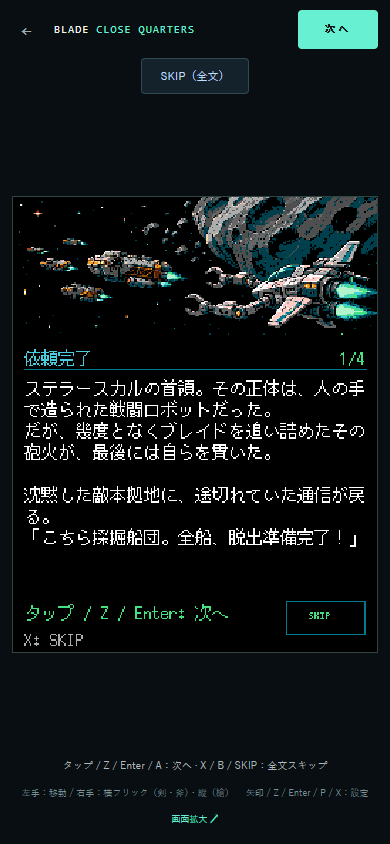 ← BLADE CLOSE QUARTERS
次へ
SKIP（全文）
依頼完了 1/4
ステラースカルの首領。その正体は、人の手
で造られた戦闘ロボットだった。
だが、幾度となくブレイドを追い詰めたその
砲火が、最後には自らを貫いた。
沈黙した敵本拠地に、途切れていた通信が戻
る。
「こちら採掘船団。全船、脱出準備完了！」
タップ / Z / Enter: 次へ
SKIP
X: SKIP
タップ / Z / Enter / A：次へ · X / B / SKIP：全文スキップ
左手：移動 / 右手：横フリック（剣・斧）・縦（槍） 矢印 / Z / Enter / P / X：設定
画面拡大 ⤢